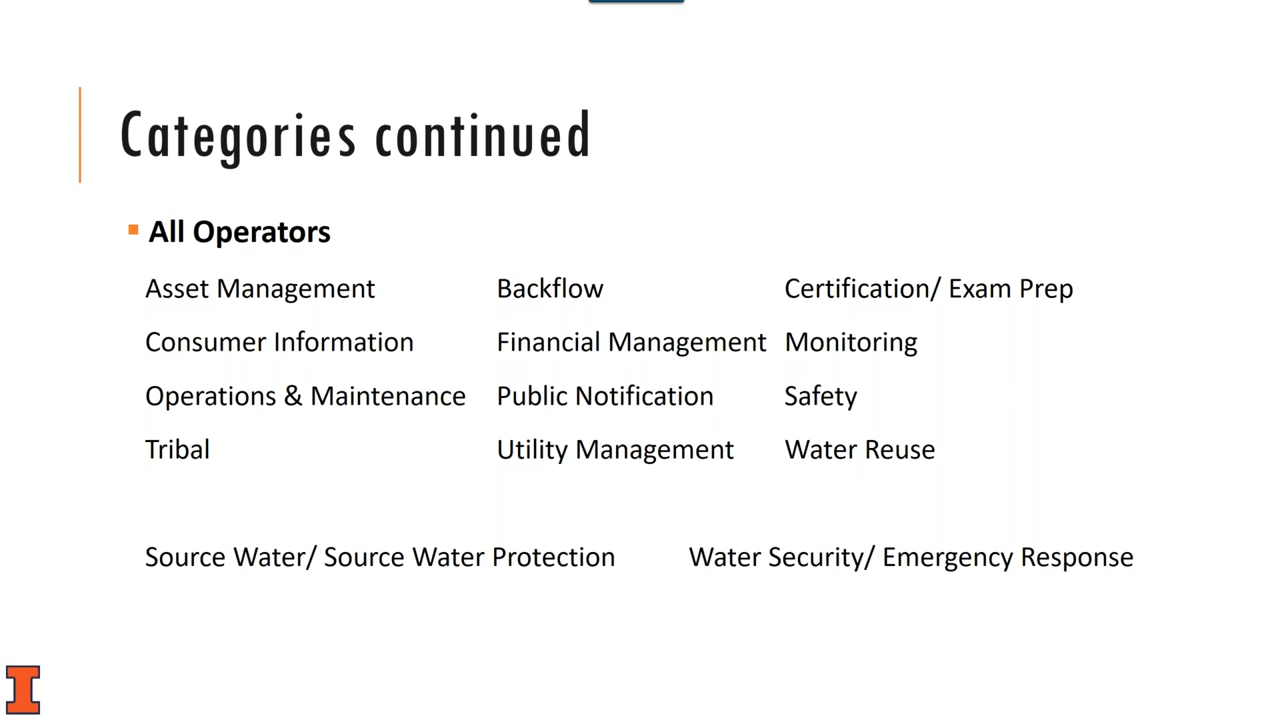 Categories continued
All Operators
Asset Management Backflow Certification/ Exam Prep
Consumer Information Financial Management Monitoring
Operations & Maintenance Public Notification Safety
Tribal Utility Management Water Reuse
Source Water/ Source Water Protection Water Security/ Emergency Response